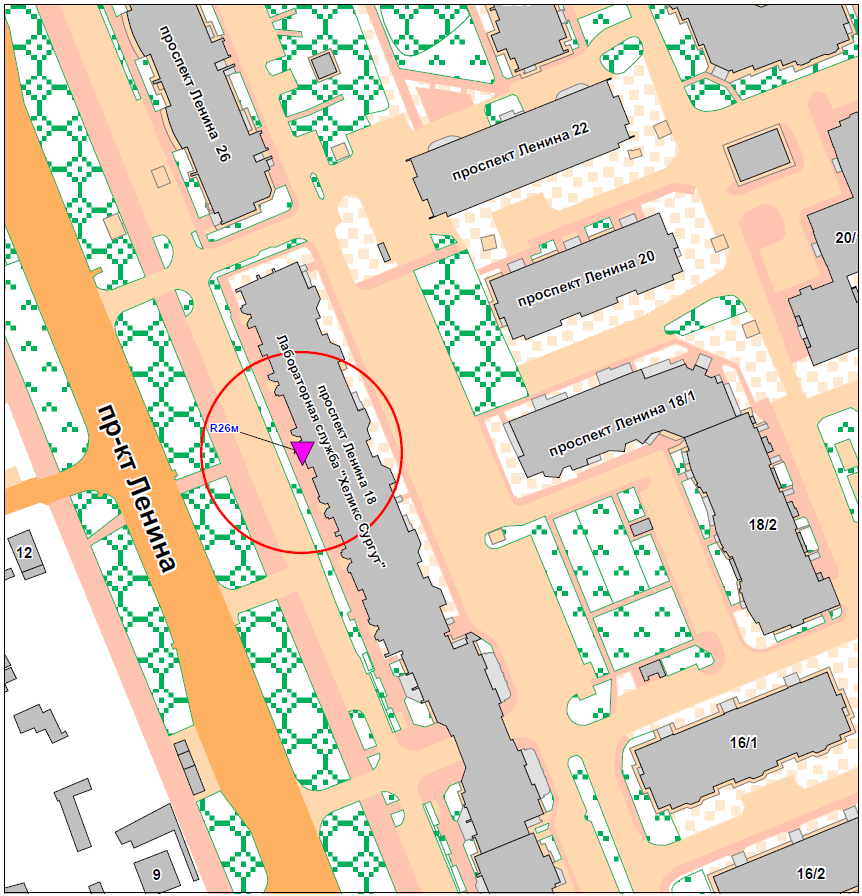 проспект Ленина 26
проспект Ленина 22
20/
проспект Ленина 20
Лабораторная служба "Хеликс Сургут"
проспект Ленина 18
R26м
проспект Ленина 18/1
пр-кт Ленина
18/2
12
16/1
9
16/2